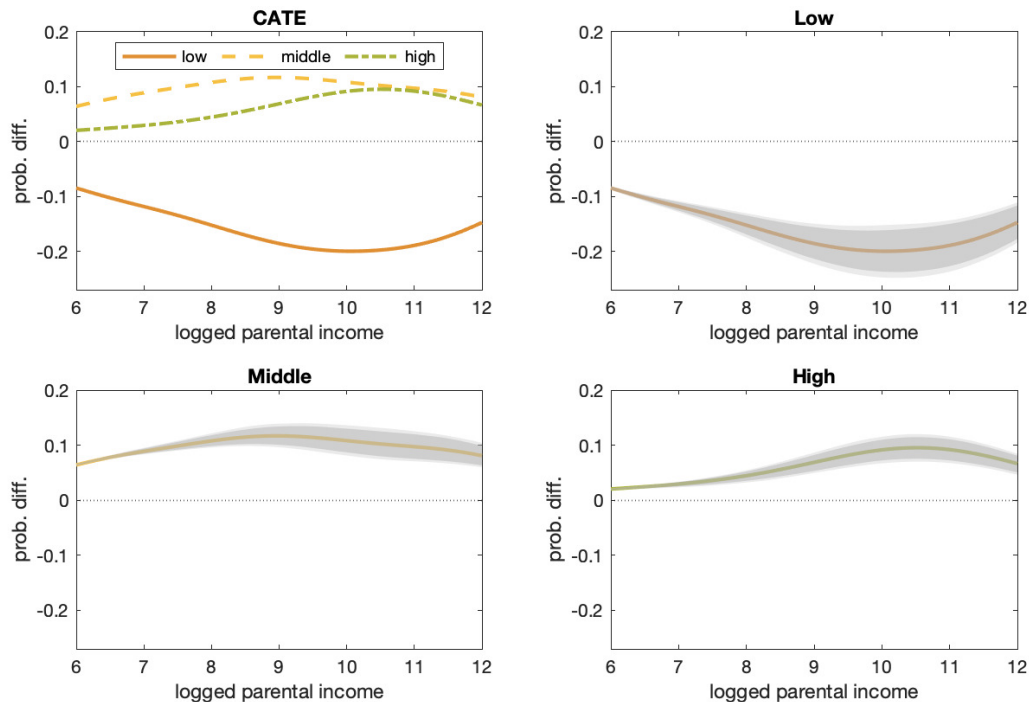 CATE
0.2
0.1
0
-0.1
-0.2
prob. diff.
low middle high
6 7 8 9 10 11 12
logged parental income
Low
0.2
0.1
0
-0.1
-0.2
prob. diff.
6 7 8 9 10 11 12
logged parental income
Middle
0.2
0.1
0
-0.1
-0.2
prob. diff.
6 7 8 9 10 11 12
logged parental income
High
0.2
0.1
0
-0.1
-0.2
prob. diff.
6 7 8 9 10 11 12
logged parental income